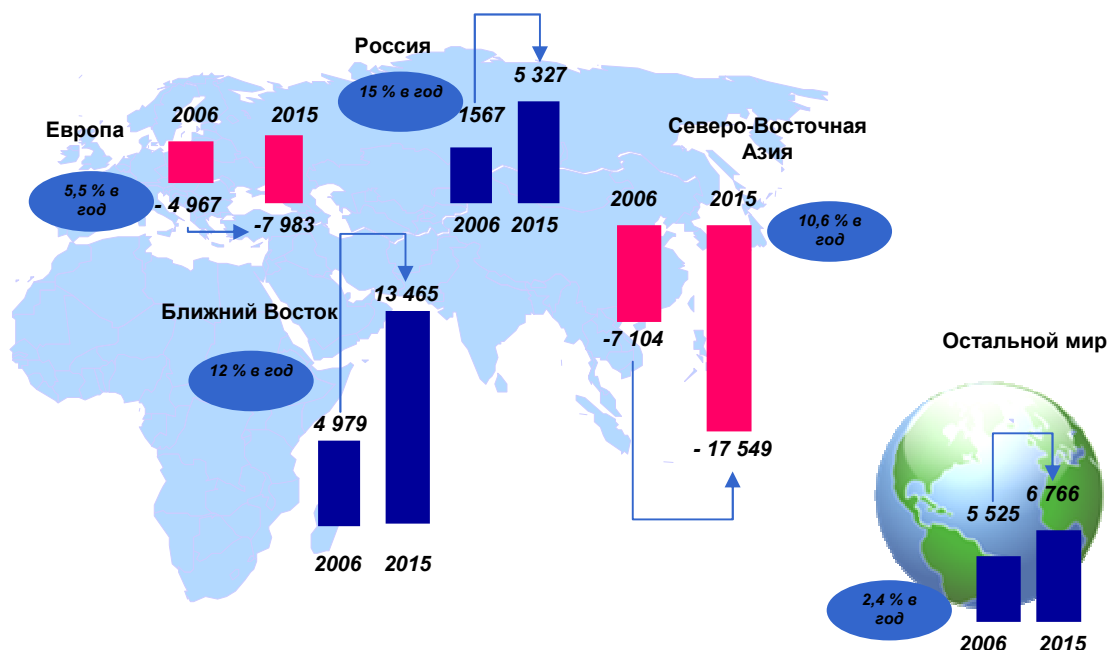 Россия
15 % в год
1567
5 327
2006
2015
Европа
2006
2015
5,5 % в
год
- 4 967
-7 983
Северо-Восточная
Азия
2006
2015
10,6 % в
год
-7 104
- 17 549
Ближний Восток
12 % в год
4 979
13 465
2006
2015
Остальной мир
5 525
6 766
2,4 % в
год
2006
2015